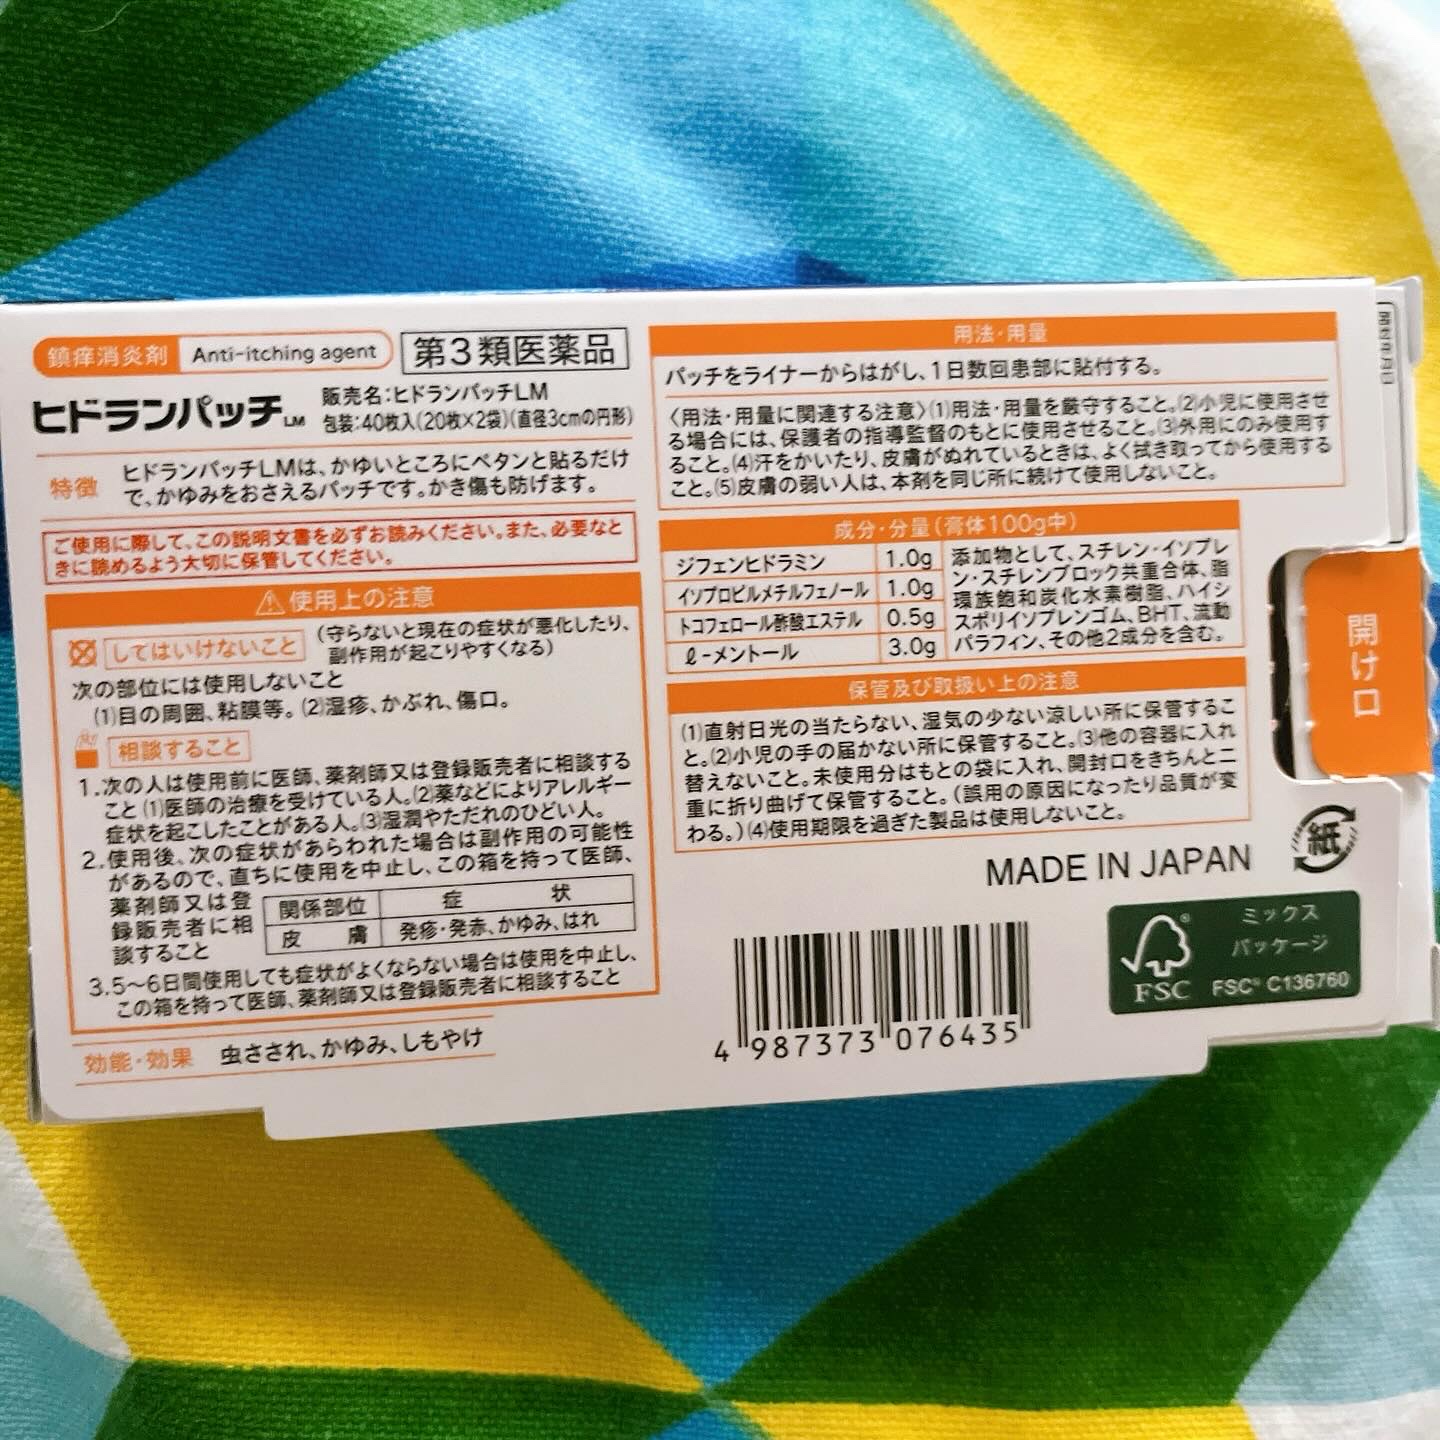 鎮痒消炎剤 Anti-itching agent 第3類医薬品
ヒドランパッチLM
販売名:ヒドランパッチLM
包装:40枚入(20枚×2袋)(直径3cmの円形)
特徴
ヒドランパッチLMは、かゆいところにペタンと貼るだけ
で、かゆみをおさえるパッチです。かき傷も防げます。
ご使用に際して、この説明文書を必ずお読みください。また、必要なと
きに読めるよう大切に保管してください。
使用上の注意
してはいけないこと
(守らないと現在の症状が悪化したり、
副作用が起こりやすくなる)
次の部位には使用しないこと
(1)目の周囲、粘膜等。(2)湿疹、かぶれ、傷口。
相談すること
1.次の人は使用前に医師、薬剤師又は登録販売者に相談する
こと (1)医師の治療を受けている人。(2)薬などによりアレルギー
症状を起こしたことがある人。(3)湿潤やただれのひどい人。
2.使用後、次の症状があらわれた場合は副作用の可能性
があるので、直ちに使用を中止し、この箱を持って医師、
薬剤師又は登
録販売者に相
談すること
関係部位 症状
皮膚 発疹・発赤、かゆみ、はれ
3.5〜6日間使用しても症状がよくならない場合は使用を中止し、
この箱を持って医師、薬剤師又は登録販売者に相談すること
効能・効果 虫さされ、かゆみ、しもやけ
用法・用量
パッチをライナーからはがし、1日数回患部に貼付する。
〈用法・用量に関連する注意〉(1)用法・用量を厳守すること。(2)小児に使用させ
る場合には、保護者の指導監督のもとに使用させること。(3)外用にのみ使用す
ること。(4)汗をかいたり、皮膚がぬれているときは、よく拭き取ってから使用する
こと。(5)皮膚の弱い人は、本剤を同じ所に続けて使用しないこと。
成分・分量(膏体100g中)
ジフェンヒドラミン 1.0g
イソプロピルメチルフェノール 1.0g
トコフェロール酢酸エステル 0.5g
ℓ-メントール 3.0g
添加物として、スチレン・イソプレ
ン・スチレンブロック共重合体、脂
環族飽和炭化水素樹脂、ハイシ
スポリイソプレンゴム、BHT、流動
パラフィン、その他2成分を含む。
保管及び取扱い上の注意
(1)直射日光の当たらない、湿気の少ない涼しい所に保管するこ
と。(2)小児の手の届かない所に保管すること。(3)他の容器に入れ
替えないこと。未使用分はもとの袋に入れ、開封口をきちんと二
重に折り曲げて保管すること。(誤用の原因になったり品質が変
わる。)(4)使用期限を過ぎた製品は使用しないこと。
開け口
紙
MADE IN JAPAN
4 987373 076435
FSC®
ミックス
パッケージ
FSC® C136760